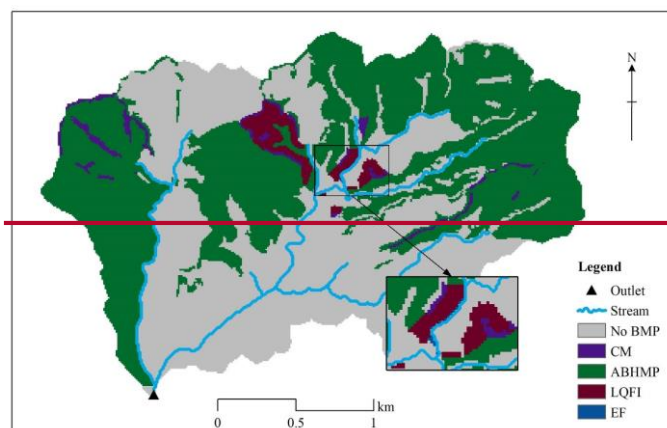 N
Legend
Outlet
Stream
No BMP
CM
ABHMP
LQFI
EF
km
0 0.5 1